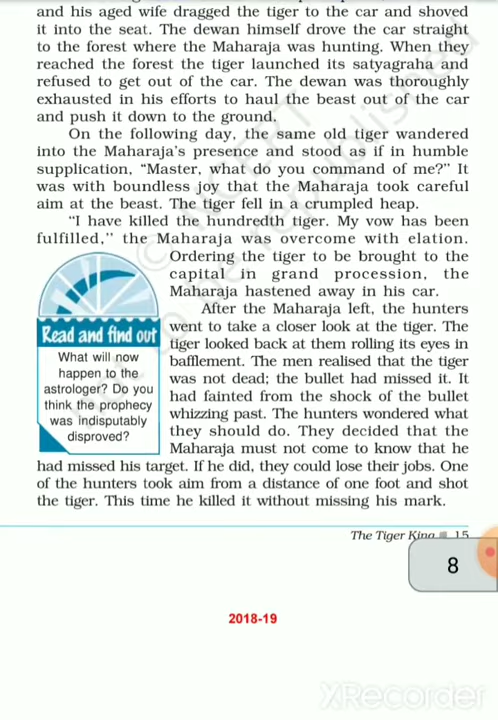 and his aged wife dragged the tiger to the car and shoved
it into the seat. The dewan himself drove the car straight
to the forest where the Maharaja was hunting. When they
reached the forest the tiger launched its satyagraha and
refused to get out of the car. The dewan was thoroughly
exhausted in his efforts to haul the beast out of the car
and push it down to the ground.
On the following day, the same old tiger wandered
into the Maharaja's presence and stood as if in humble
supplication, “Master, what do you command of me?” It
was with boundless joy that the Maharaja took careful
aim at the beast. The tiger fell in a crumpled heap.
“I have killed the hundredth tiger. My vow has been
fulfilled,” the Maharaja was overcome with elation.
Ordering the tiger to be brought to the
capital in grand procession, the
Maharaja hastened away in his car.
After the Maharaja left, the hunters
went to take a closer look at the tiger. The
tiger looked back at them rolling its eyes in
bafflement. The men realised that the tiger
was not dead; the bullet had missed it. It
had fainted from the shock of the bullet
whizzing past. The hunters wondered what
they should do. They decided that the
Maharaja must not come to know that he
had missed his target. If he did, they could lose their jobs. One
of the hunters took aim from a distance of one foot and shot
the tiger. This time he killed it without missing his mark.
Read and find out
What will now
happen to the
astrologer? Do you
think the prophecy
was indisputably
disproved?
The Tiger King 15
8
2018-19
XRecorder